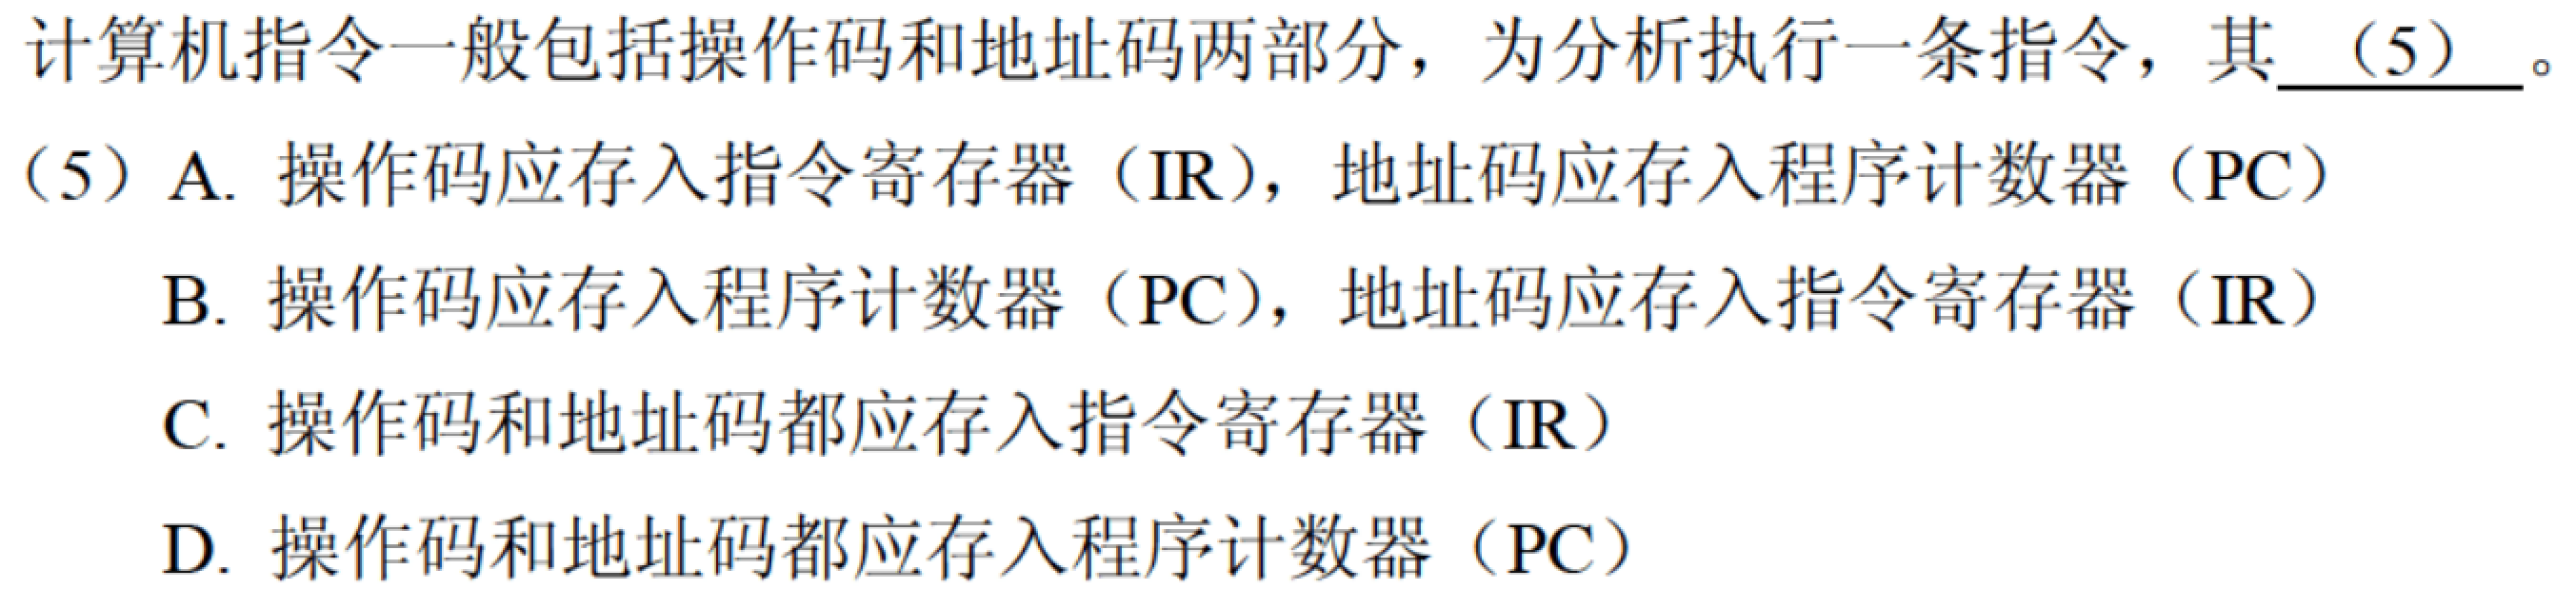 计算机指令一般包括操作码和地址码两部分，为分析执行一条指令，其 （5） 。
（5）A. 操作码应存入指令寄存器（IR），地址码应存入程序计数器（PC）
B. 操作码应存入程序计数器（PC），地址码应存入指令寄存器（IR）
C. 操作码和地址码都应存入指令寄存器（IR）
D. 操作码和地址码都应存入程序计数器（PC）